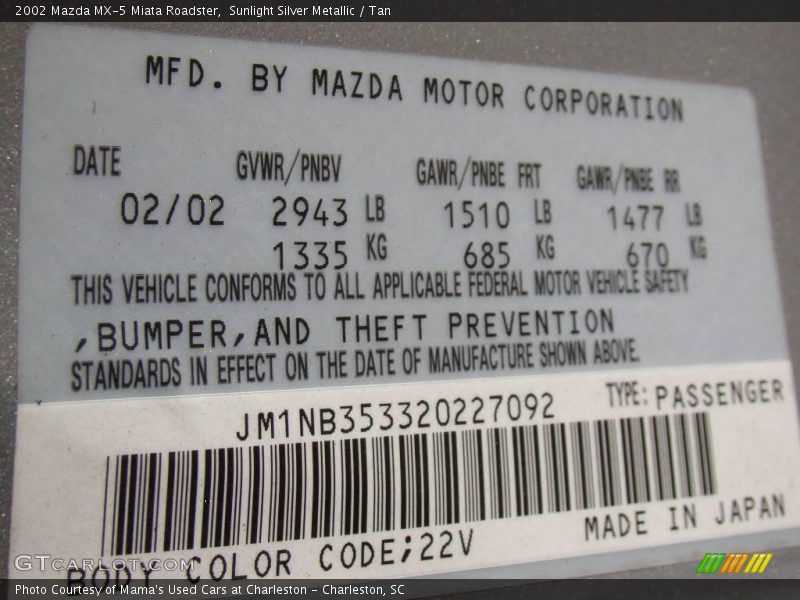 2002 Mazda MX-5 Miata Roadster, Sunlight Silver Metallic / Tan
MFD. BY MAZDA MOTOR CORPORATION
DATE GVWR/PNBV GAWR/PNBE FRT GAWR/PNBE RR
02/02 2943 LB 1510 LB 1477 LB
1335 KG 685 KG 670 KG
THIS VEHICLE CONFORMS TO ALL APPLICABLE FEDERAL MOTOR VEHICLE SAFETY
,BUMPER,AND THEFT PREVENTION
STANDARDS IN EFFECT ON THE DATE OF MANUFACTURE SHOWN ABOVE.
JM1NB353320227092 TYPE: PASSENGER
MADE IN JAPAN
BODY COLOR CODE;22V
GTCARLOT.COM
Photo Courtesy of Mama's Used Cars at Charleston - Charleston, SC